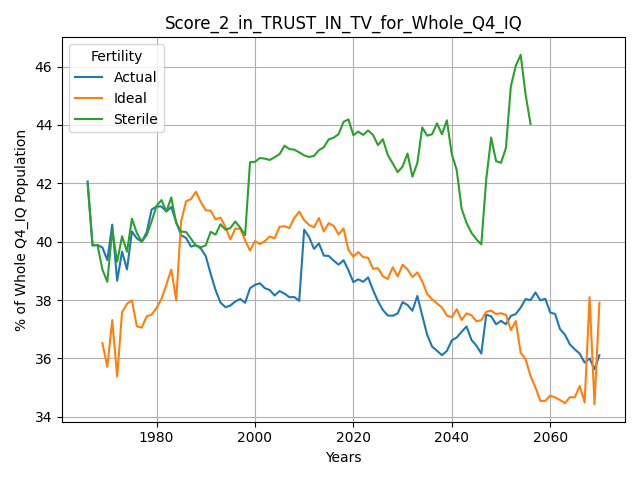 Score_2_in_TRUST_IN_TV_for_Whole_Q4_IQ
Fertility
Actual
Ideal
Sterile
% of Whole Q4_IQ Population
46
44
42
40
38
36
34
1980
2000
2020
2040
2060
Years